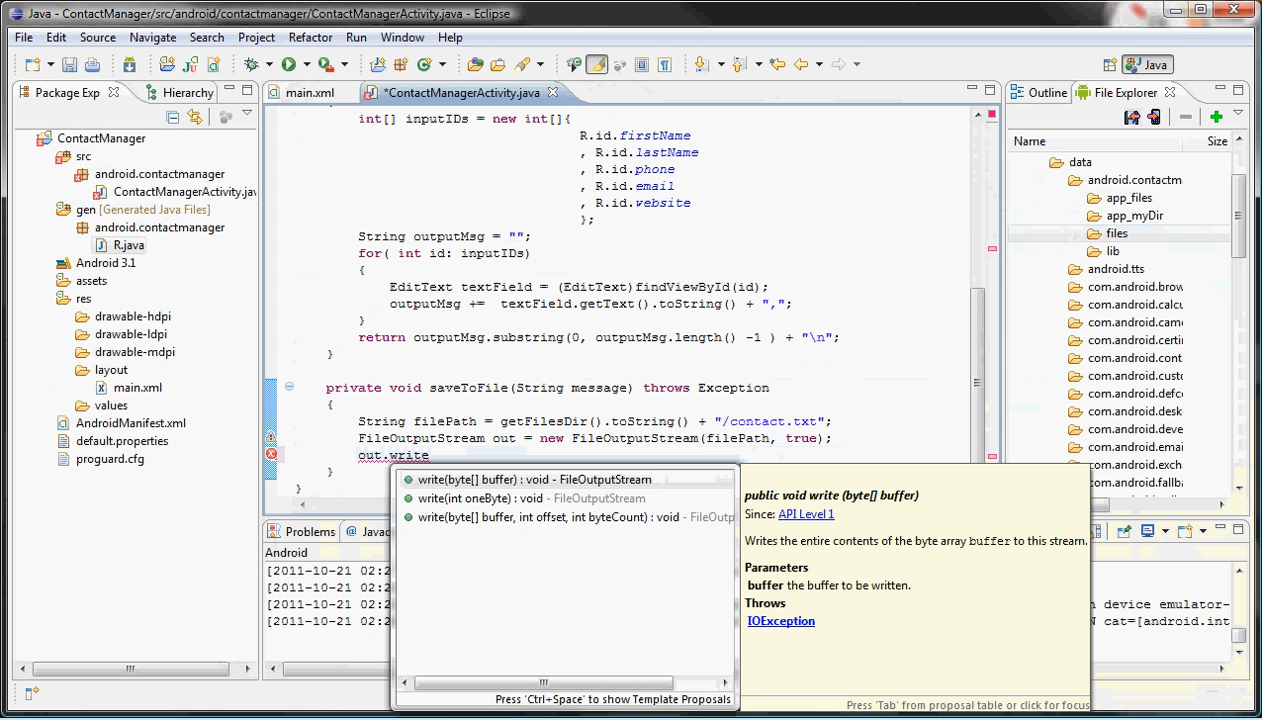 Java - ContactManager/src/android/contactmanager/ContactManagerActivity.java - Eclipse
File Edit Source Navigate Search Project Refactor Run Window Help
Java
Package Exp
Hierarchy
ContactManager
src
android.contactmanager
ContactManagerActivity.jav
gen [Generated Java Files]
android.contactmanager
R.java
Android 3.1
assets
res
drawable-hdpi
drawable-ldpi
drawable-mdpi
layout
main.xml
values
AndroidManifest.xml
default.properties
proguard.cfg
main.xml
*ContactManagerActivity.java
int[] inputIDs = new int[]{
R.id.firstName
, R.id.lastName
, R.id.phone
, R.id.email
, R.id.website
};
String outputMsg = "";
for( int id: inputIDs)
{
EditText textField = (EditText)findViewById(id);
outputMsg += textField.getText().toString() + ",";
}
return outputMsg.substring(0, outputMsg.length() -1 ) + "\n";
}
private void saveToFile(String message) throws Exception
{
String filePath = getFilesDir().toString() + "/contact.txt";
FileOutputStream out = new FileOutputStream(filePath, true);
out.write
}
}
write(byte[] buffer) : void - FileOutputStream
write(int oneByte) : void - FileOutputStream
write(byte[] buffer, int offset, int byteCount) : void - FileOutp
Press 'Ctrl+Space' to show Template Proposals
public void write (byte[] buffer)
Since: API Level 1
Writes the entire contents of the byte array buffer to this stream.
Parameters
buffer the buffer to be written.
Throws
IOException
Press 'Tab' from proposal table or click for focus
Outline
File Explorer
Name Size
data
android.contactm
app_files
app_myDir
files
lib
android.tts
com.android.brow
com.android.calcu
com.android.came
com.android.certin
com.android.cont
com.android.custo
com.android.defco
com.android.desk
com.android.deve
com.android.email
com.android.exch
com.android.fallba
Problems
@ Javac
Android
[2011-10-21 02:2
[2011-10-21 02:2
[2011-10-21 02:2
[2011-10-21 02:2
n device emulator-
N cat=[android.int